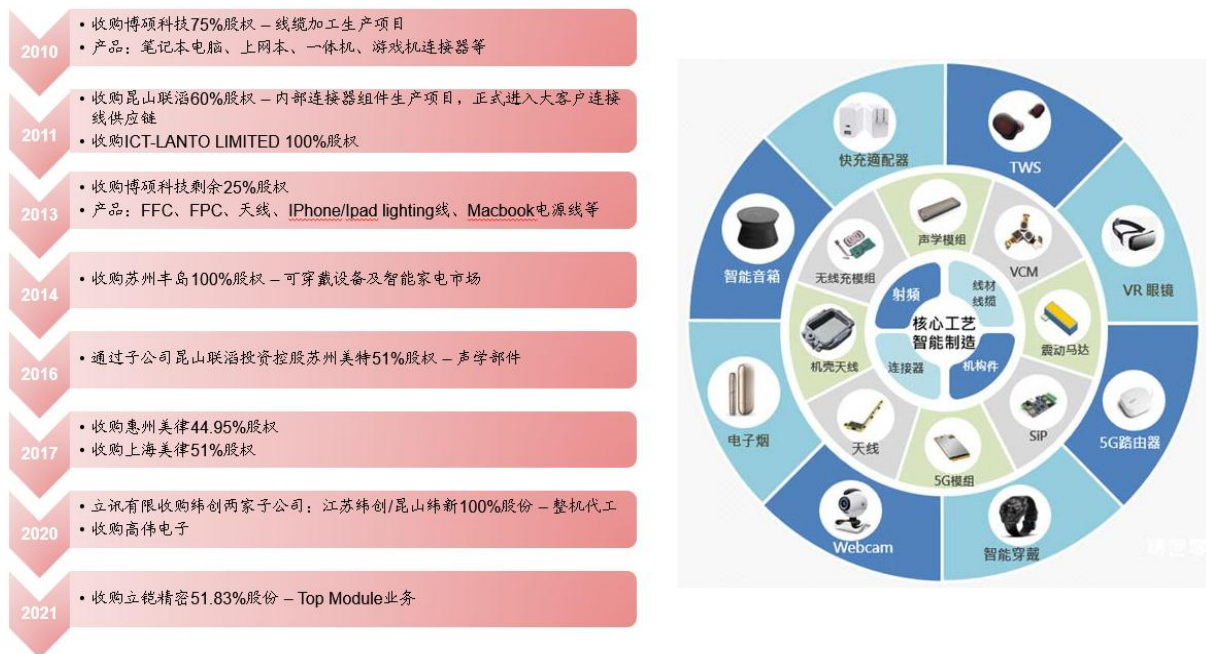 2010
• 收购博硕科技75%股权 – 线缆加工生产项目
• 产品：笔记本电脑、上网本、一体机、游戏机连接器等
2011
• 收购昆山联滔60%股权 – 内部连接器组件生产项目，正式进入大客户连接
线供应链
• 收购ICT-LANTO LIMITED 100%股权
2013
• 收购博硕科技剩余25%股权
• 产品：FFC、FPC、天线、IPhone/Ipad lighting线、Macbook电源线等
2014
• 收购苏州丰岛100%股权 – 可穿戴设备及智能家电市场
2016
• 通过子公司昆山联滔投资控股苏州美特51%股权 – 声学部件
2017
• 收购惠州美律44.95%股权
• 收购上海美律51%股权
2020
• 立讯有限收购纬创两家子公司：江苏纬创/昆山纬新100%股份 – 整机代工
• 收购高伟电子
2021
• 收购立铠精密51.83%股份 – Top Module业务
快充適配器
TWS
VR 眼镜
5G路由器
智能穿戴
Webcam
电子烟
智能音箱
声学模组
VCM
震动马达
SiP
5G模组
天线
机壳天线
无线充模组
射频
线材
线缆
机构件
连接器
核心工艺
智能制造